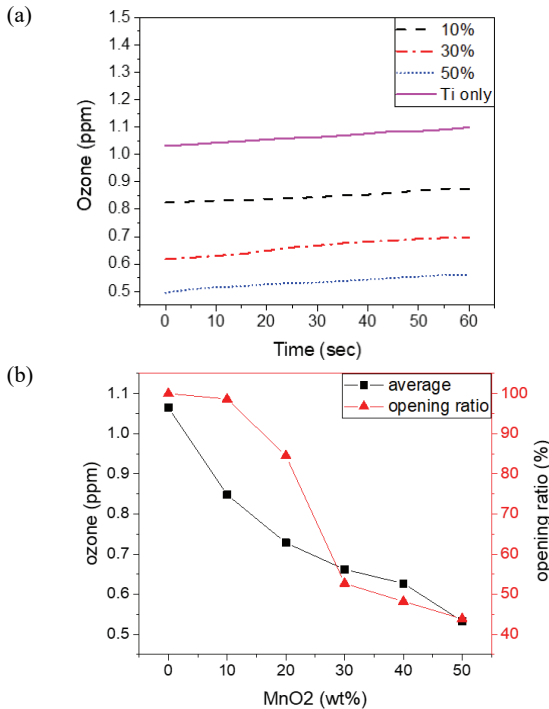 (a)
10%
30%
50%
Ti only
1.5
1.4
1.3
1.2
1.1
1.0
0.9
0.8
0.7
0.6
0.5
Ozone (ppm)
0 10 20 30 40 50 60
Time (sec)
(b)
average
opening ratio
1.1
1.0
0.9
0.8
0.7
0.6
0.5
ozone (ppm)
100
90
80
70
60
50
40
opening ratio (%)
0 10 20 30 40 50
MnO2 (wt%)